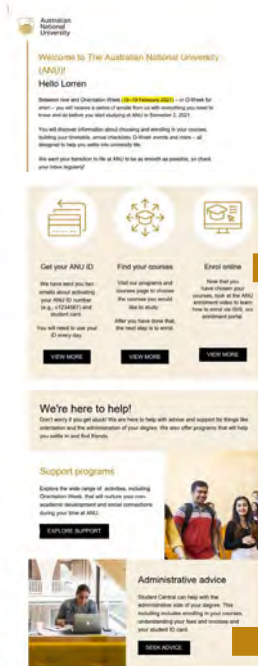 Australian
National
University
Welcome to The Australian National University
(ANU)!
Hello Lorren
Between now and Orientation Week (15-19 February 2021) – or O-Week for
short – you will receive a series of emails from us with everything you need to
know and do before you start studying at ANU in Semester 2, 2021.
You will discover information about choosing and enrolling in your courses,
building your timetable, arrival checklists, O-Week events and more – all
designed to help you settle into university life.
We want your transition to life at ANU to be as smooth as possible, so check
your inbox regularly!
Get your ANU ID
We have sent you two
emails about activating
your ANU ID number
(e.g., u1234567) and
student card.
You will need to use your
ID every day.
VIEW MORE
Find your courses
Visit our programs and
courses page to choose
the courses you would
like to study.
After you have done that,
the next step is to enrol.
VIEW MORE
Enrol online
Now that you
have chosen your
courses, look at the ANU
enrolment video to learn
how to enrol via ISIS, our
enrolment portal
VIEW MORE
We're here to help!
Don't worry if you get stuck! We are here to help with advice and support for things like
orientation and the administration of your degree. We also offer programs that will help
you settle in and find friends.
Support programs
Explore the wide range of activities, including
Orientation Week, that will nurture your non-
academic development and social connections
during your time at ANU.
EXPLORE SUPPORT
Administrative advice
Student Central can help with the
administrative side of your degree. This
including includes enrolling in your courses,
understanding your fees and invoices and
your student ID card.
SEEK ADVICE